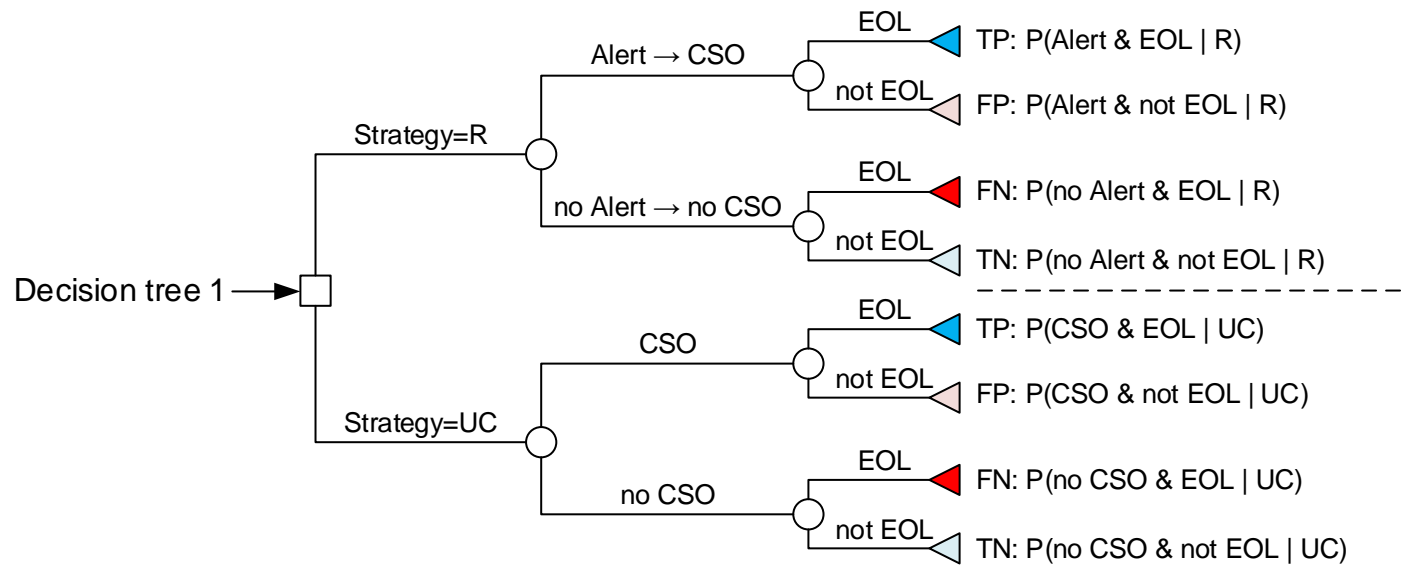 EOL
TP: P(Alert & EOL | R)
Alert → CSO
not EOL
FP: P(Alert & not EOL | R)
Strategy=R
EOL
FN: P(no Alert & EOL | R)
no Alert → no CSO
not EOL
TN: P(no Alert & not EOL | R)
Decision tree 1
EOL
TP: P(CSO & EOL | UC)
CSO
not EOL
FP: P(CSO & not EOL | UC)
Strategy=UC
EOL
FN: P(no CSO & EOL | UC)
no CSO
not EOL
TN: P(no CSO & not EOL | UC)